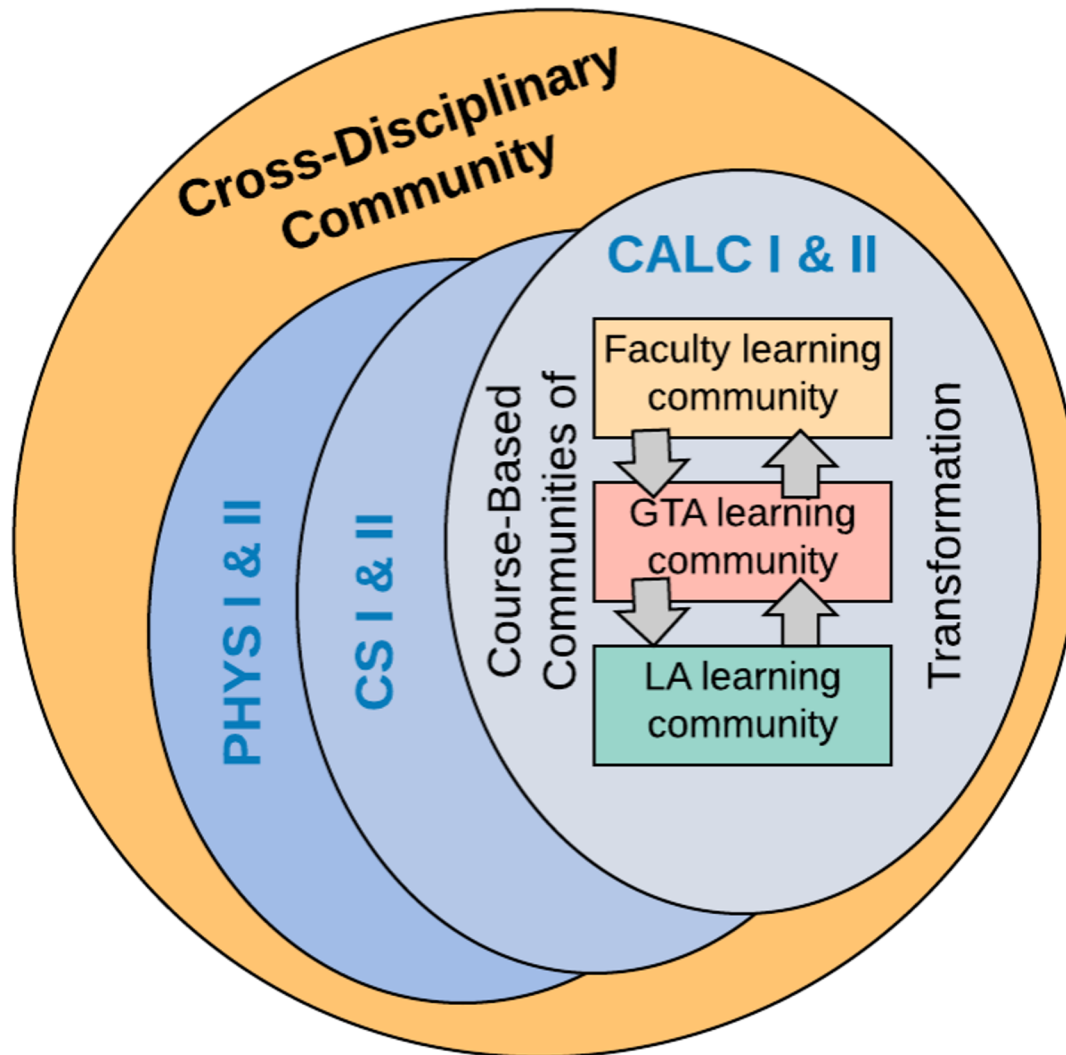 Cross-Disciplinary
Community
PHYS I & II
CS I & II
CALC I & II
Course-Based
Communities of
Transformation
Faculty learning
community
GTA learning
community
LA learning
community